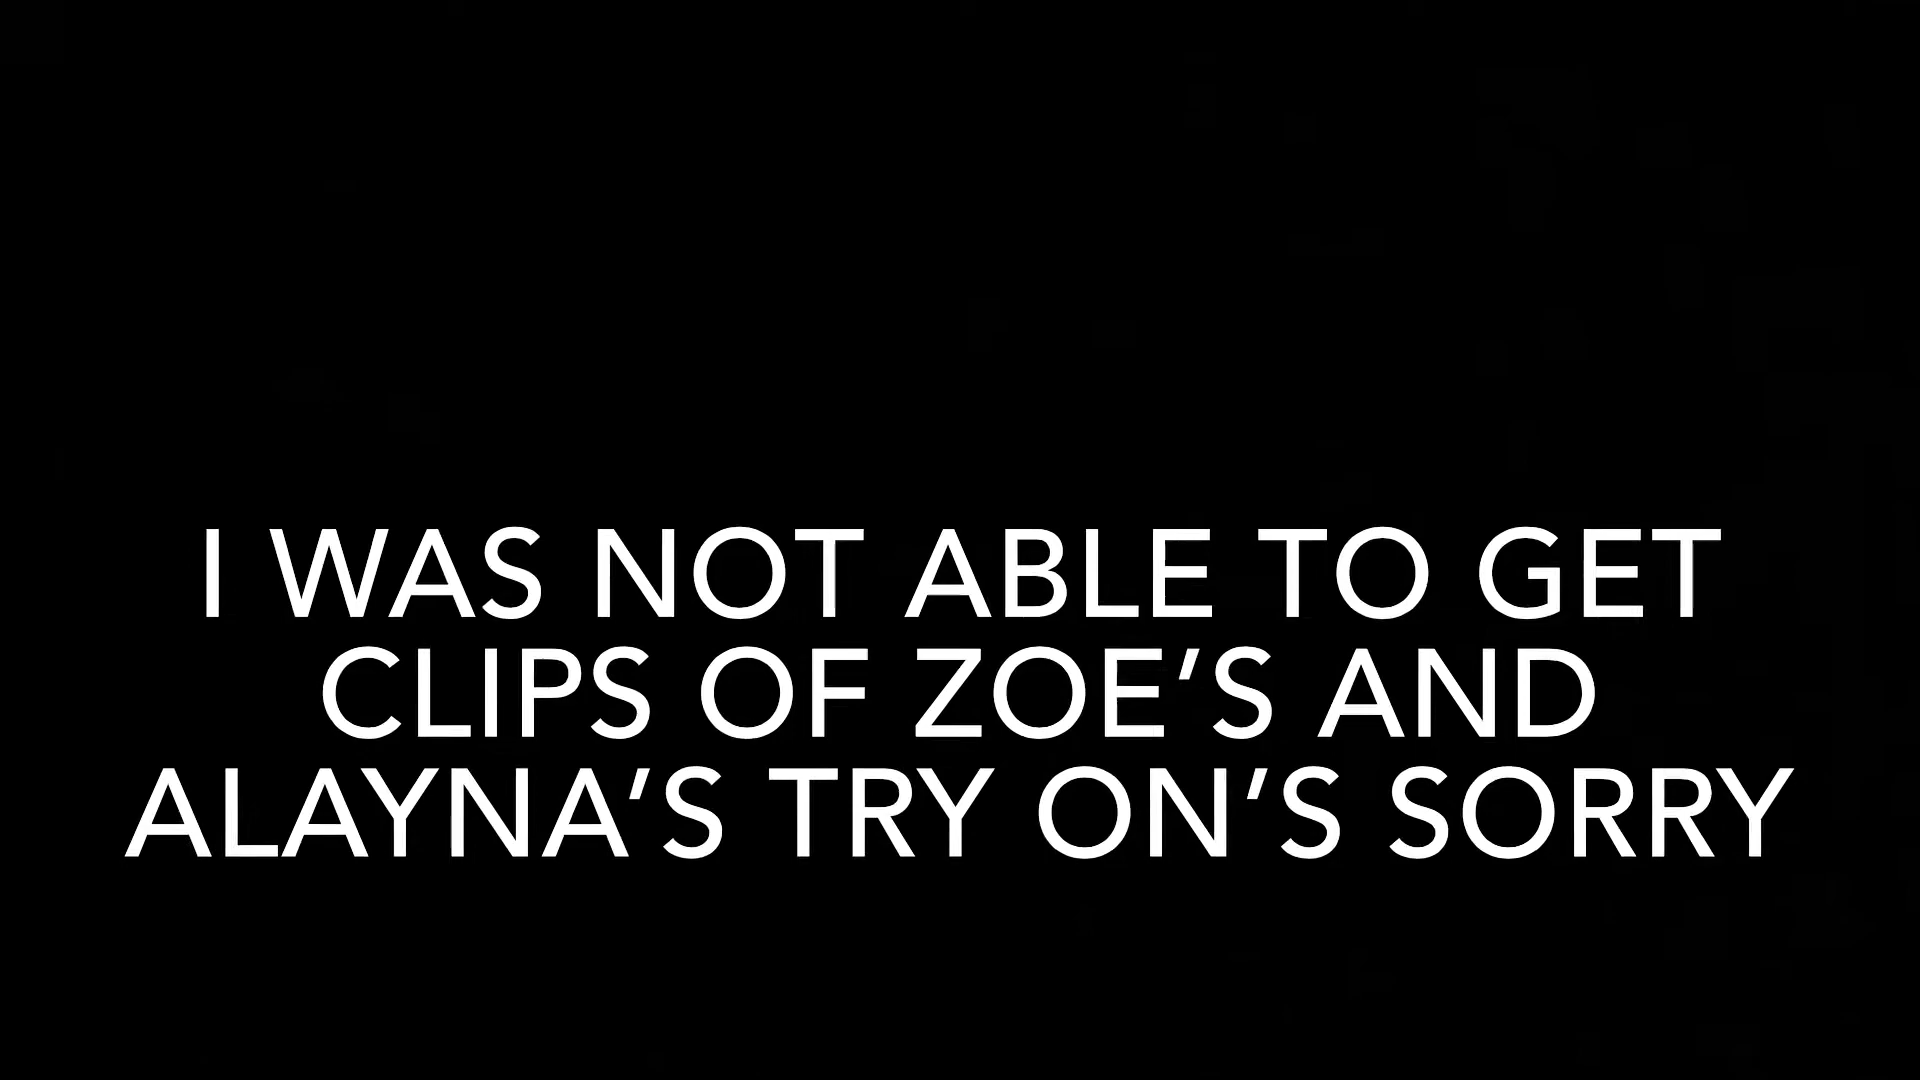 I WAS NOT ABLE TO GET
CLIPS OF ZOE’S AND
ALAYNA’S TRY ON’S SORRY